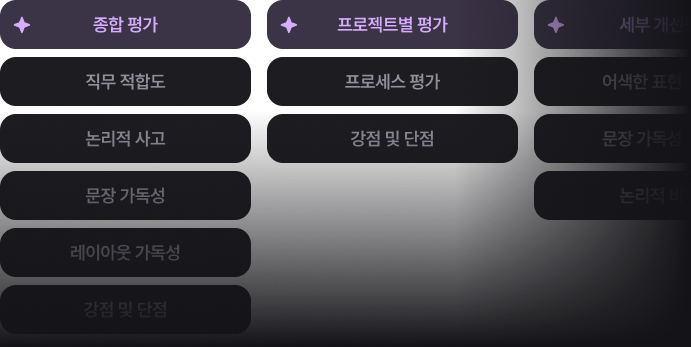 종합 평가
직무 적합도
논리적 사고
문장 가독성
레이아웃 가독성
강점 및 단점
프로젝트별 평가
프로세스 평가
강점 및 단점
세부 개선
어색한 표현
문장 가독성
논리적